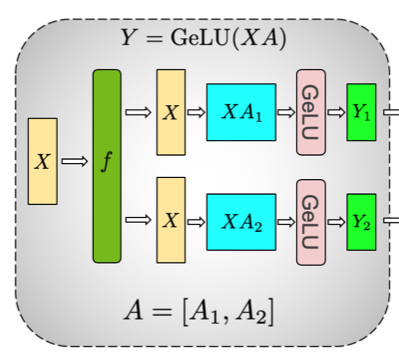 Y = GeLU(XA)
X
f
X
XA₁
GeLU
Y₁
X
XA₂
GeLU
Y₂
A = [A₁, A₂]